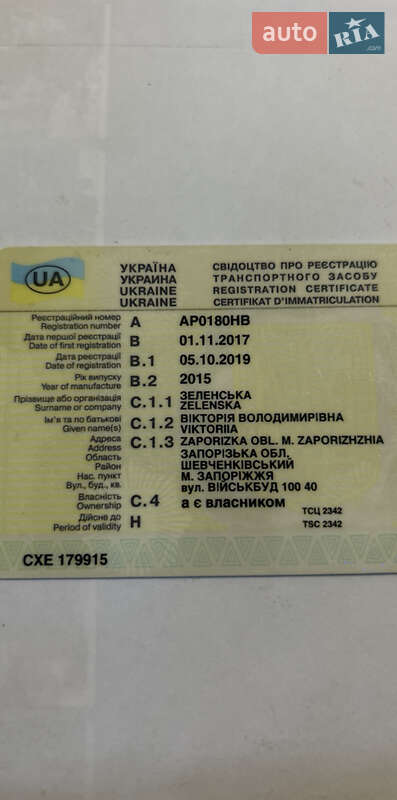 auto RIA.com
UA
УКРАЇНА СВІДОЦТВО ПРО РЕЄСТРАЦІЮ
УКРАИНА ТРАНСПОРТНОГО ЗАСОБУ
UKRAINE REGISTRATION CERTIFICATE
UKRAINE CERTIFIKAT D'IMMATRICULATION
Реєстраційний номер
Registration number A AP0180HB
Дата першої реєстрації
Date of first registration B 01.11.2017
Дата реєстрації
Date of registration B.1 05.10.2019
Рік випуску
Year of manufacture B.2 2015
Прізвище або організація ЗЕЛЕНСЬКА
Surname or company C.1.1 ZELENSKA
Ім'я та по батькові ВІКТОРІЯ ВОЛОДИМИРІВНА
Given name(s) C.1.2 VIKTORIIA
Адреса
Address C.1.3 ZAPORIZKA OBL. M. ZAPORIZHZHIA
Область ЗАПОРІЗЬКА ОБЛ.
Район ШЕВЧЕНКІВСЬКИЙ
Нас. пункт М. ЗАПОРІЖЖЯ
Вул., буд., кв. вул. ВІЙСЬКБУД 100 40
Власність
Ownership C.4 а є власником
Дійсне до ТСЦ 2342
Period of validity H TSC 2342
CXE 179915